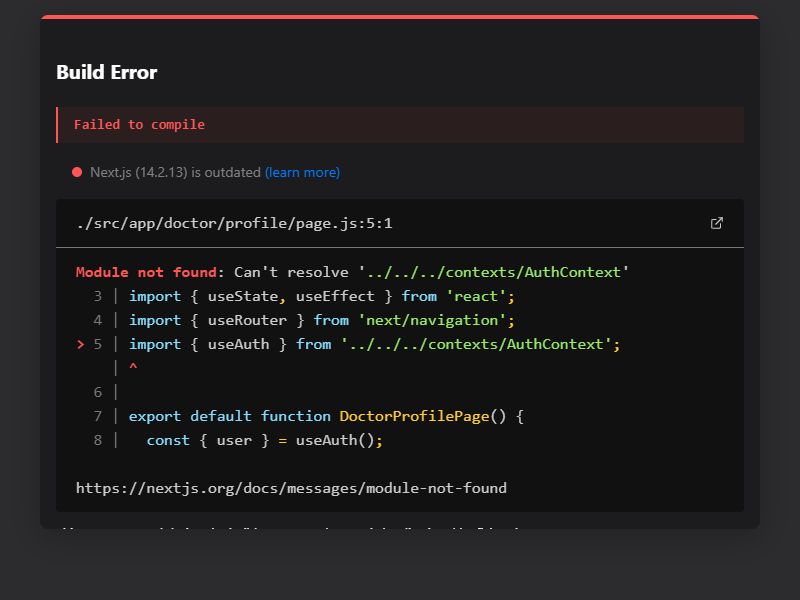 Build Error
Failed to compile
Next.js (14.2.13) is outdated (learn more)
./src/app/doctor/profile/page.js:5:1
Module not found: Can't resolve '../../../contexts/AuthContext'
3 | import { useState, useEffect } from 'react';
4 | import { useRouter } from 'next/navigation';
> 5 | import { useAuth } from '../../../contexts/AuthContext';
| ^
6 |
7 | export default function DoctorProfilePage() {
8 | const { user } = useAuth();
https://nextjs.org/docs/messages/module-not-found